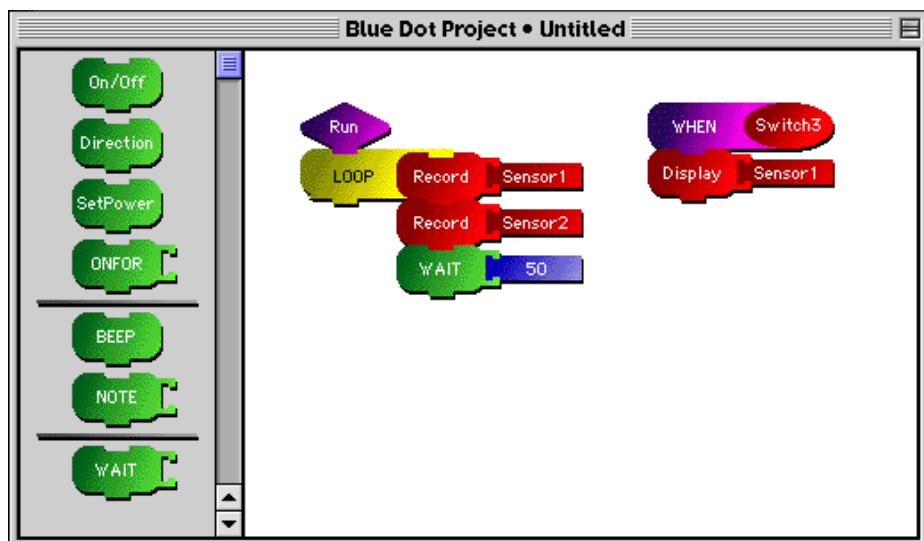 Blue Dot Project • Untitled
On/Off
Direction
SetPower
ONFOR
BEEP
NOTE
WAIT
Run
LOOP Record Sensor1
Record Sensor2
WAIT 50
WHEN Switch3
Display Sensor1